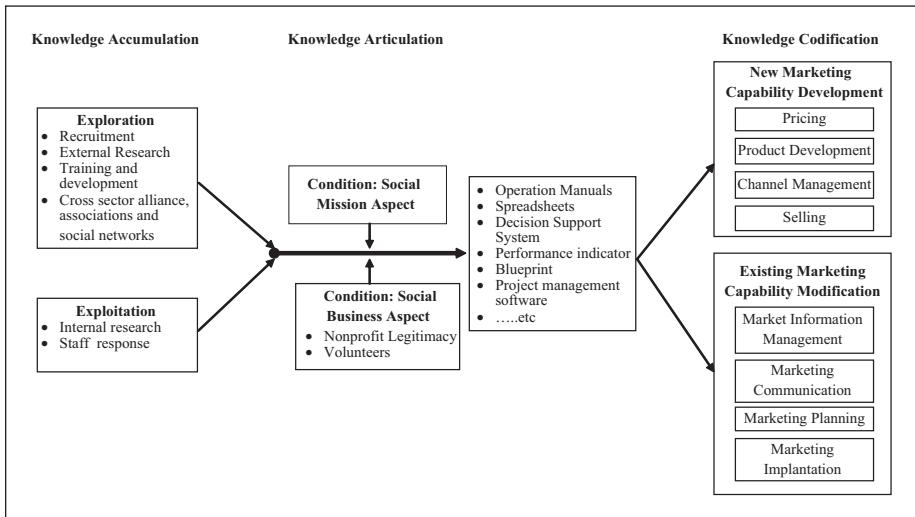 Knowledge Accumulation
Knowledge Articulation
Knowledge Codification
Exploration
• Recruitment
• External Research
• Training and
development
• Cross sector alliance,
associations and
social networks
Exploitation
• Internal research
• Staff response
Condition: Social
Mission Aspect
Condition: Social
Business Aspect
• Nonprofit Legitimacy
• Volunteers
• Operation Manuals
• Spreadsheets
• Decision Support
System
• Performance indicator
• Blueprint
• Project management
software
• …..etc
New Marketing
Capability Development
Pricing
Product Development
Channel Management
Selling
Existing Marketing
Capability Modification
Market Information
Management
Marketing
Communication
Marketing Planning
Marketing
Implantation